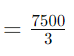 = 7500/3